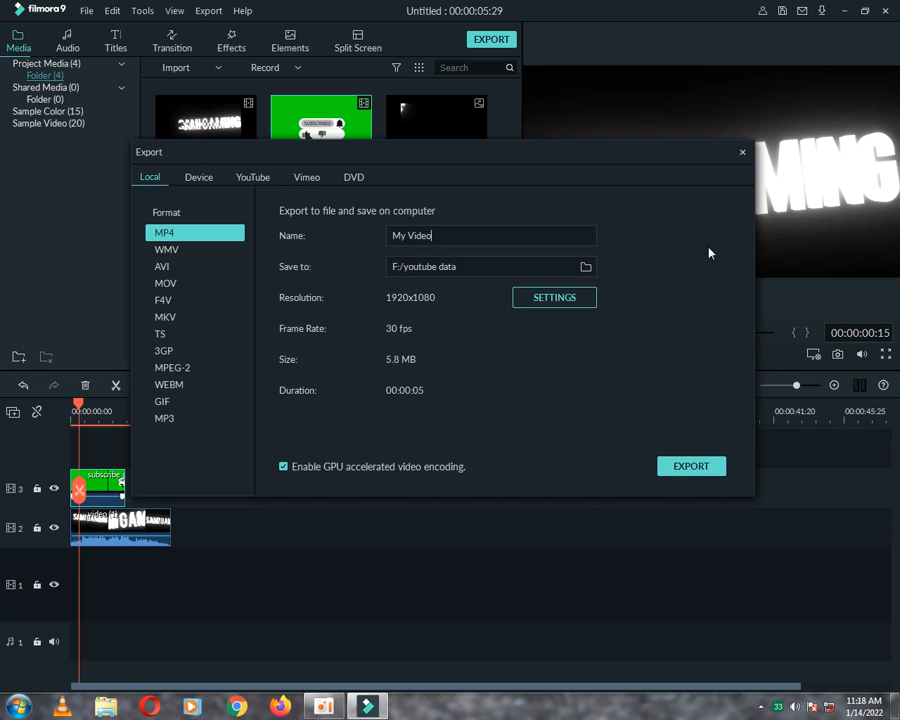 filmora9 File Edit Tools View Export Help Untitled : 00:00:05:29
Media Audio Titles Transition Effects Elements Split Screen EXPORT
Project Media (4)
Folder (4)
Shared Media (0)
Folder (0)
Sample Color (15)
Sample Video (20)
Import Record Search
SUBSCRIBED
MING
Export
Local Device YouTube Vimeo DVD
Format
MP4
WMV
AVI
MOV
F4V
MKV
TS
3GP
MPEG-2
WEBM
GIF
MP3
Export to file and save on computer
Name: My Video
Save to: F:/youtube data
Resolution: 1920x1080 SETTINGS
Frame Rate: 30 fps
Size: 5.8 MB
Duration: 00:00:05
Enable GPU accelerated video encoding. EXPORT
00:00:00:15
00:00:00:00 00:00:41:20 00:00:45:25
3 subscribe
2
1
1
33 11:18 AM
1/14/2022